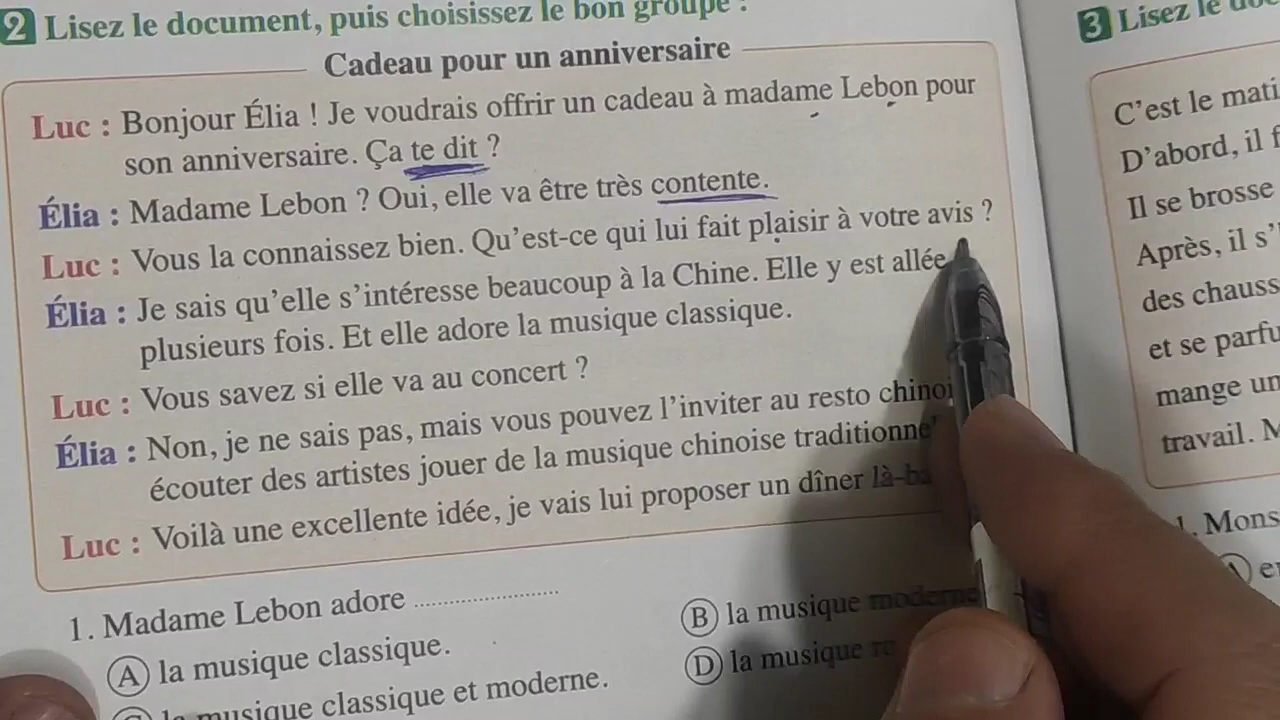 2 Lisez le document, puis choisissez le bon groupe :
Cadeau pour un anniversaire
Luc : Bonjour Élia ! Je voudrais offrir un cadeau à madame Lebon pour
son anniversaire. Ça te dit ?
Élia : Madame Lebon ? Oui, elle va être très contente.
Luc : Vous la connaissez bien. Qu'est-ce qui lui fait plaisir à votre avis ?
Élia : Je sais qu'elle s'intéresse beaucoup à la Chine. Elle y est allée
plusieurs fois. Et elle adore la musique classique.
Luc : Vous savez si elle va au concert ?
Élia : Non, je ne sais pas, mais vous pouvez l'inviter au resto
écouter des artistes jouer de la musique chinoise
Luc : Voilà une excellente idée, je vais lui proposer un dîner
1. Madame Lebon adore ....................
A la musique classique.
B la musique moderne
musique classique et moderne.
D la musique
3 Lisez le
C'est le
D'abord, il
Il se brosse
Après, il
des
et se
mange
travail.
1.
A